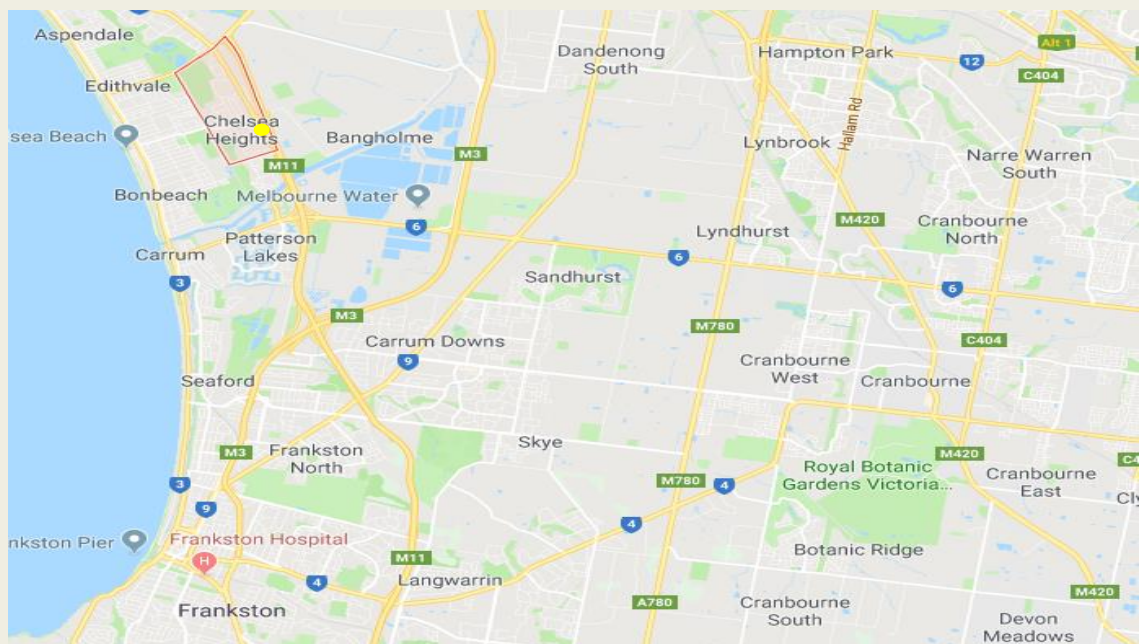 Aspendale
Edithvale
sea Beach
Chelsea
Heights
Bangholme
Dandenong
South
Hampton Park
Alt 1
12
C404
Hallam Rd
Lynbrook
Narre Warren
South
M3
M11
Bonbeach
Melbourne Water
6
M420
Cranbourne
North
Lyndhurst
Patterson
Lakes
Carrum
3
Sandhurst
6
6
M3
M780
C404
Carrum Downs
9
Cranbourne
West
Cranbourne
Seaford
Skye
M3
Frankston
North
M420
Royal Botanic
Gardens Victoria...
Cranbourne
East
C4
Cly
M780
4
3
9
4
nkston Pier
Frankston Hospital
H
M11
4
Langwarrin
Botanic Ridge
M420
Frankston
A780
Cranbourne
South
Devon
Meadows